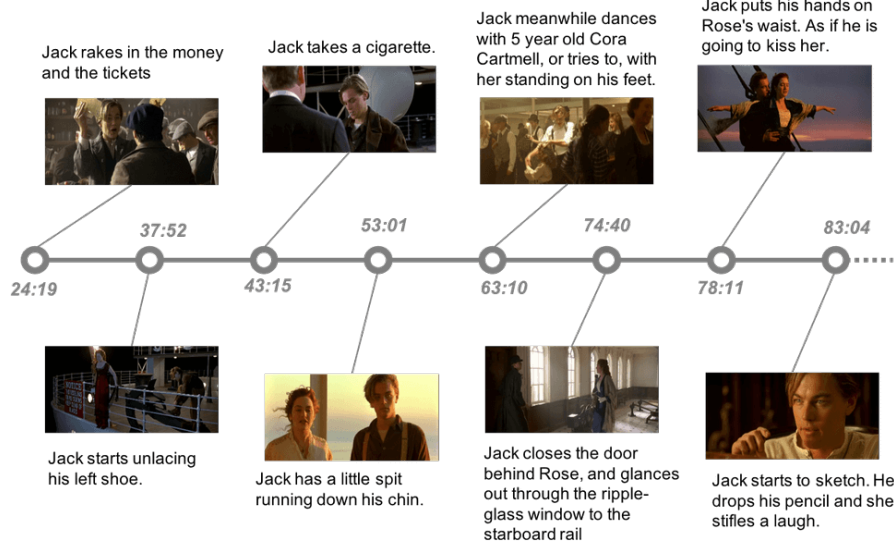 Jack rakes in the money
and the tickets
Jack takes a cigarette.
Jack meanwhile dances
with 5 year old Cora
Cartmell, or tries to, with
her standing on his feet.
Jack puts his hands on
Rose's waist. As if he is
going to kiss her.
37:52
53:01
74:40
83:04
24:19
43:15
63:10
78:11
Jack starts unlacing
his left shoe.
Jack has a little spit
running down his chin.
Jack closes the door
behind Rose, and glances
out through the ripple-
glass window to the
starboard rail
Jack starts to sketch. He
drops his pencil and she
stifles a laugh.